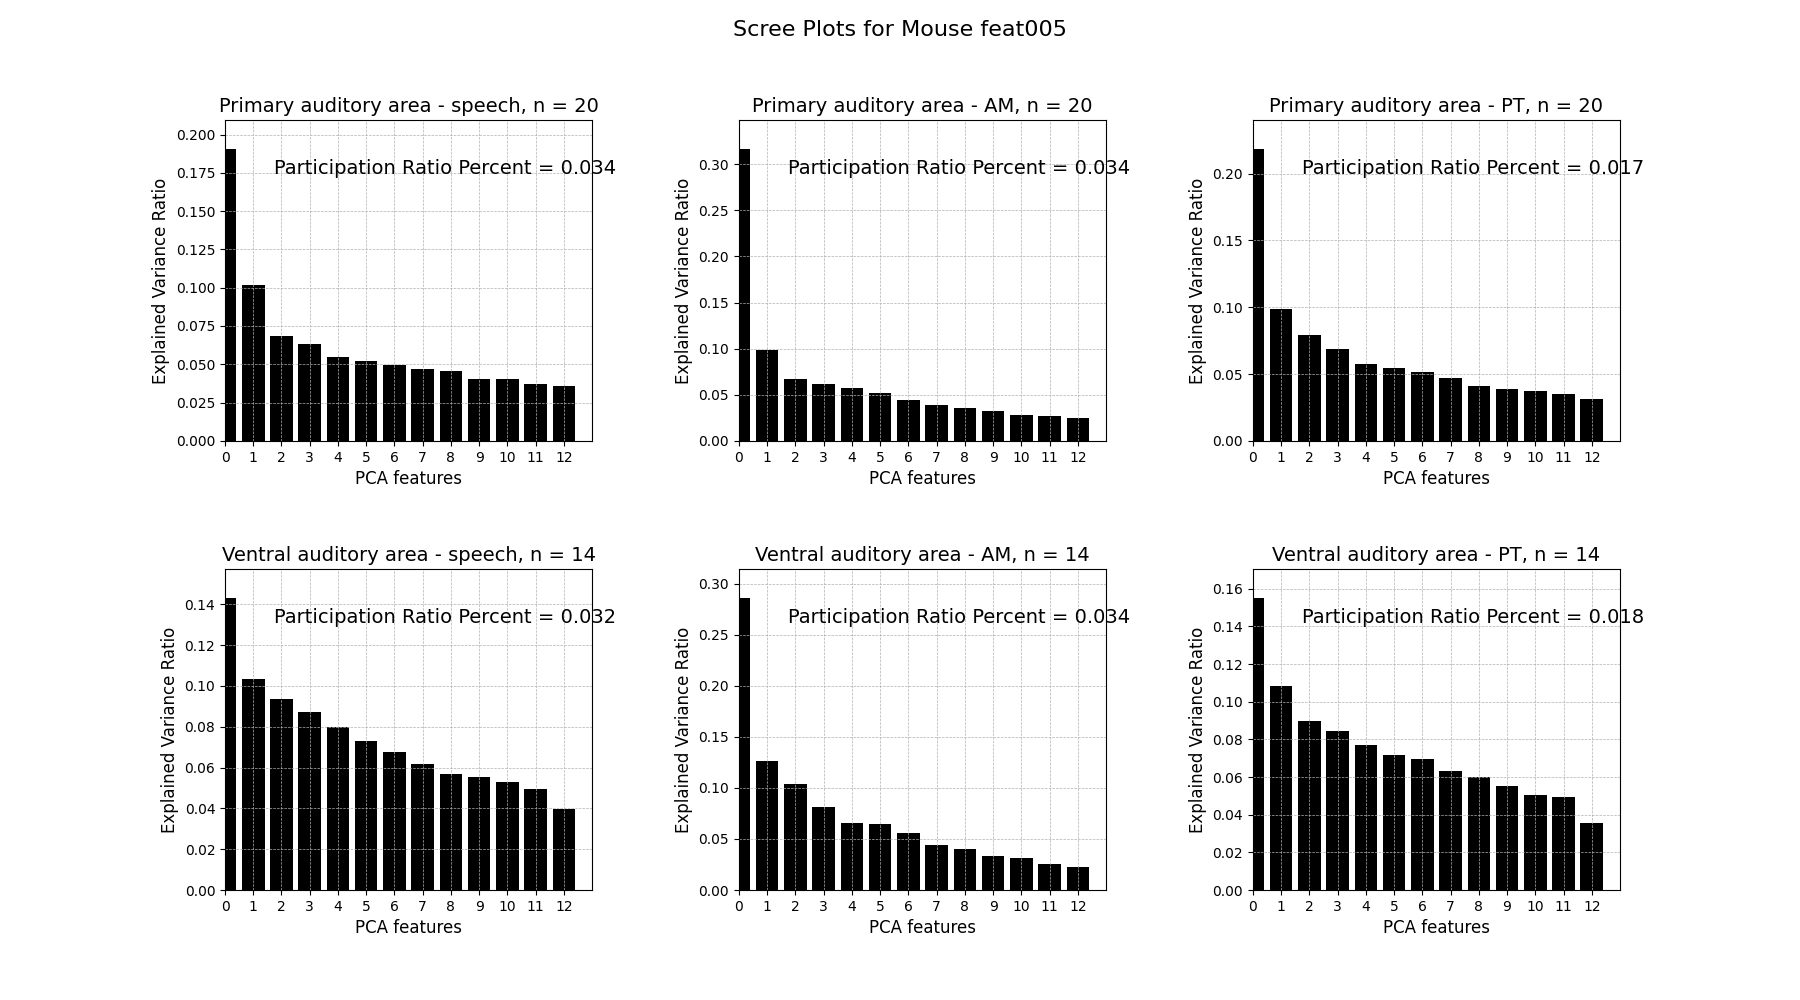 Scree Plots for Mouse feat005
Primary auditory area - speech, n = 20
Participation Ratio Percent = 0.034
Explained Variance Ratio
0.200
0.175
0.150
0.125
0.100
0.075
0.050
0.025
0.000
0 1 2 3 4 5 6 7 8 9 10 11 12
PCA features
Primary auditory area - AM, n = 20
Participation Ratio Percent = 0.034
Explained Variance Ratio
0.30
0.25
0.20
0.15
0.10
0.05
0.00
0 1 2 3 4 5 6 7 8 9 10 11 12
PCA features
Primary auditory area - PT, n = 20
Participation Ratio Percent = 0.017
Explained Variance Ratio
0.20
0.15
0.10
0.05
0.00
0 1 2 3 4 5 6 7 8 9 10 11 12
PCA features
Ventral auditory area - speech, n = 14
Participation Ratio Percent = 0.032
Explained Variance Ratio
0.14
0.12
0.10
0.08
0.06
0.04
0.02
0.00
0 1 2 3 4 5 6 7 8 9 10 11 12
PCA features
Ventral auditory area - AM, n = 14
Participation Ratio Percent = 0.034
Explained Variance Ratio
0.30
0.25
0.20
0.15
0.10
0.05
0.00
0 1 2 3 4 5 6 7 8 9 10 11 12
PCA features
Ventral auditory area - PT, n = 14
Participation Ratio Percent = 0.018
Explained Variance Ratio
0.16
0.14
0.12
0.10
0.08
0.06
0.04
0.02
0.00
0 1 2 3 4 5 6 7 8 9 10 11 12
PCA features